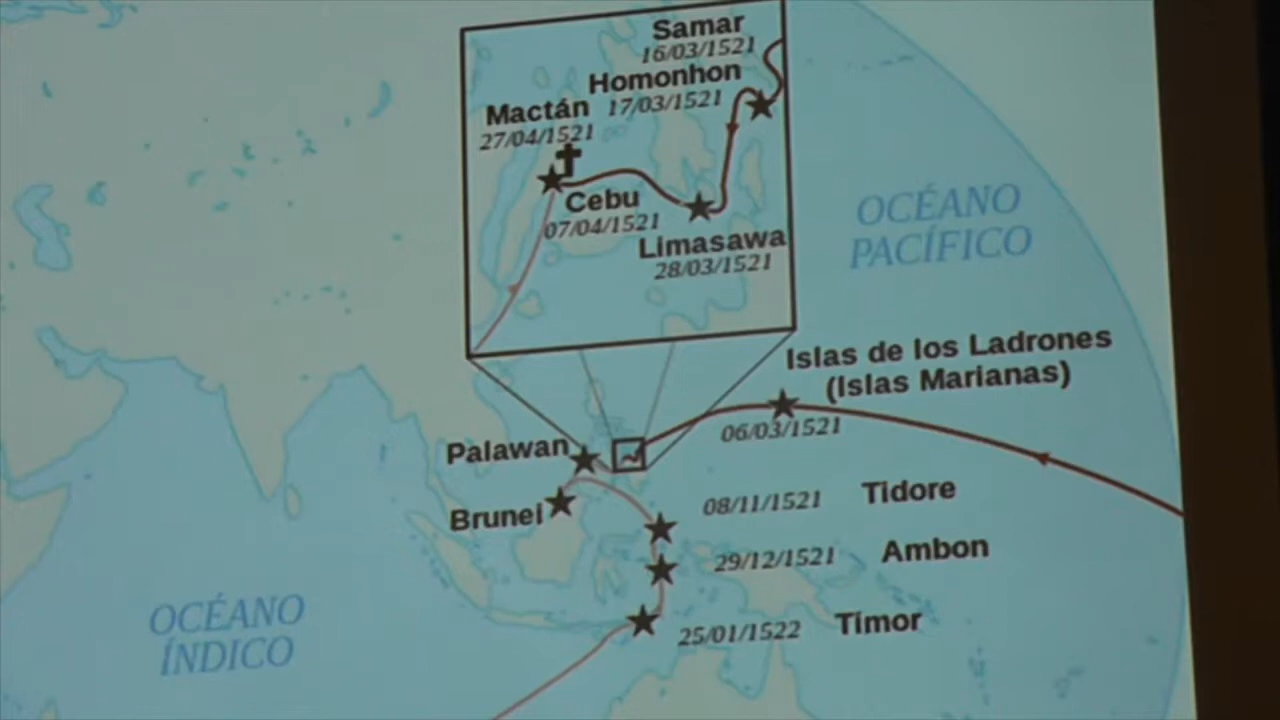 Samar
16/03/1521
Homonhon
17/03/1521
Mactán
27/04/1521
Cebu
07/04/1521
Limasawa
28/03/1521
OCÉANO
PACÍFICO
Islas de los Ladrones
(Islas Marianas)
06/03/1521
Palawan
Brunei
08/11/1521 Tidore
29/12/1521 Ambon
25/01/1522 Timor
OCÉANO
ÍNDICO